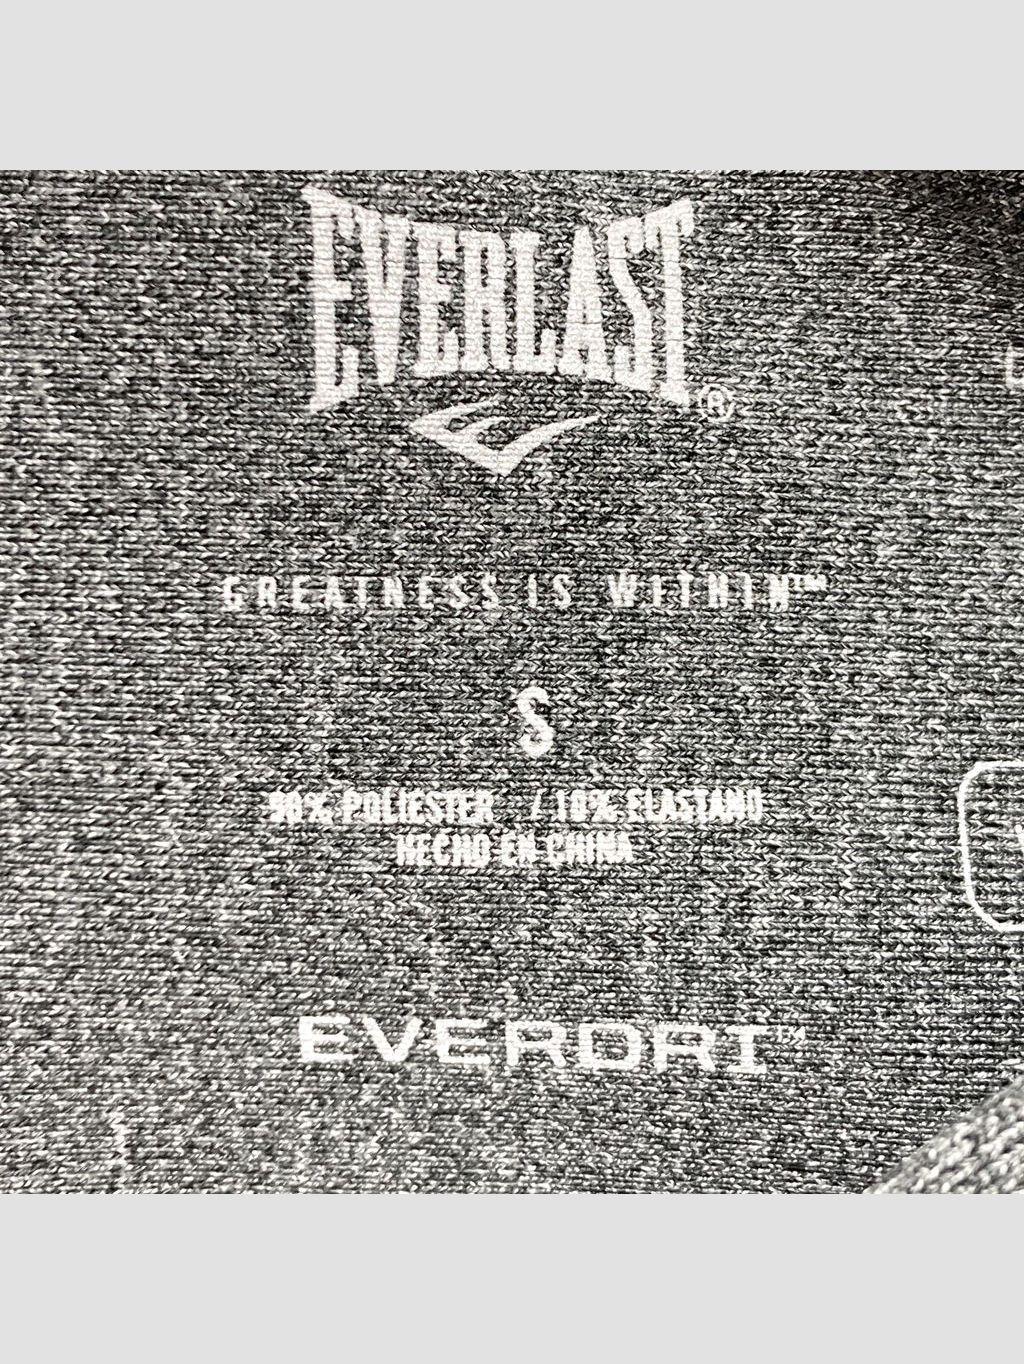 EVERLAST®
GREATNESS IS WITHIN™
S
90% POLIESTER / 10% ELASTANO
HECHO EN CHINA
EVERDRI™